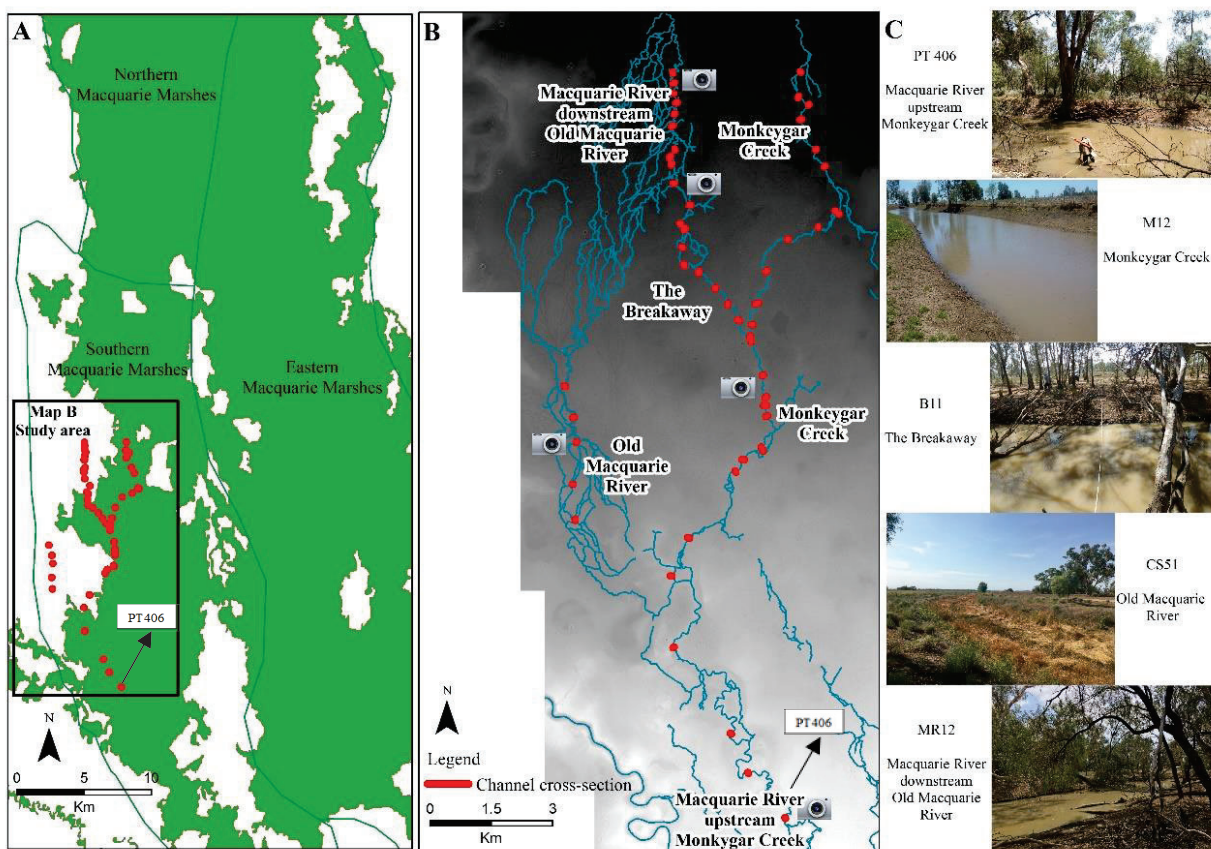 A
Northern
Macquarie Marshes
Southern
Macquarie Marshes
Eastern
Macquarie Marshes
Map B
Study area
PT 406
N
0 5 10
Km
B
Macquarie River
downstream
Old Macquarie
River
Monkeygar
Creek
The
Breakaway
Monkeygar
Creek
Old
Macquarie
River
N
PT406
Legend
Channel cross-section
0 1.5 3
Km
Macquarie River
upstream
Monkygar Creek
C
PT 406
Macquarie River
upstream
Monkeygar Creek
M12
Monkeygar Creek
B11
The Breakaway
CS51
Old Macquarie
River
MR12
Macquarie River
downstream
Old Macquarie
River